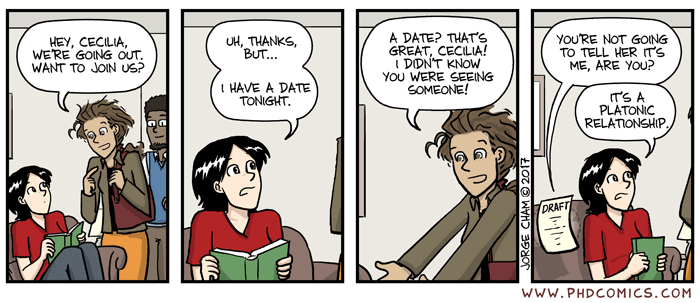 HEY, CECILIA,
WE'RE GOING OUT.
WANT TO JOIN US?
UH, THANKS,
BUT...
I HAVE A DATE
TONIGHT.
A DATE? THAT'S
GREAT, CECILIA!
I DIDN'T KNOW
YOU WERE SEEING
SOMEONE!
YOU'RE NOT GOING
TO TELL HER IT'S
ME, ARE YOU?
IT'S A
PLATONIC
RELATIONSHIP.
DRAFT
JORGE CHAM © 2017
WWW.PHDCOMICS.COM